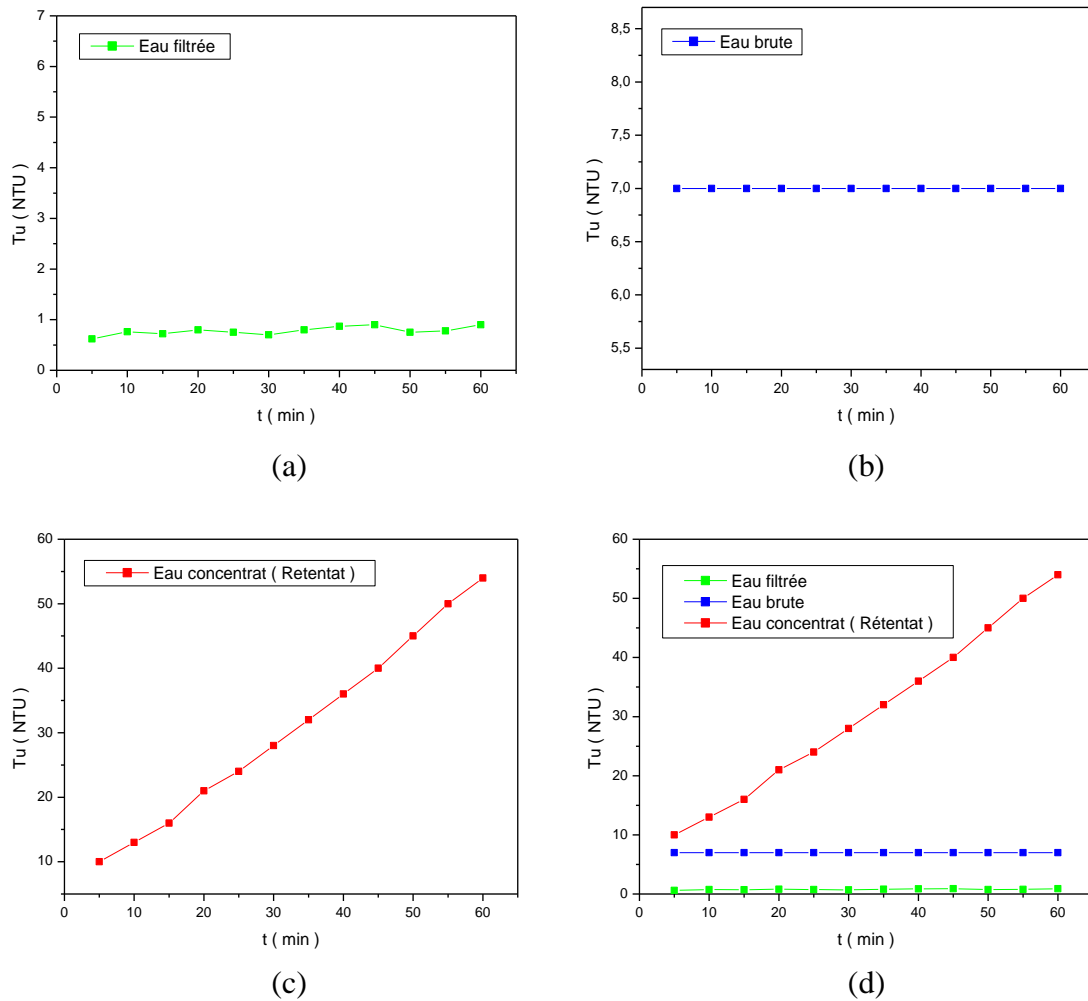 7
6
5
4
3
2
1
0
Tu ( NTU )
Eau filtrée
0 10 20 30 40 50 60
t ( min )
(a)
8,5
8,0
7,5
7,0
6,5
6,0
5,5
Tu ( NTU )
Eau brute
0 10 20 30 40 50 60
t ( min )
(b)
60
50
40
30
20
10
Tu ( NTU )
Eau concentrat ( Retentat )
0 10 20 30 40 50 60
t ( min )
(c)
60
50
40
30
20
10
0
Tu ( NTU )
Eau filtrée
Eau brute
Eau concentrat ( Rétentat )
0 10 20 30 40 50 60
t ( min )
(d)